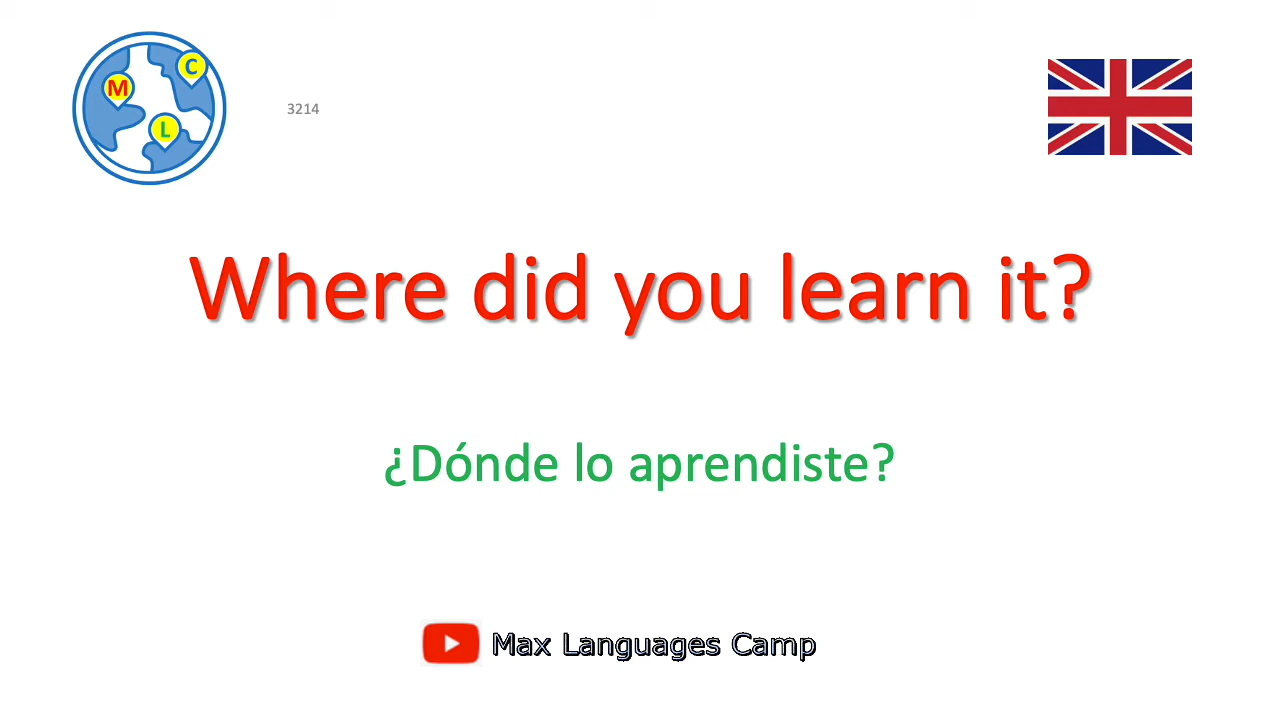 M
C
L
3214
Where did you learn it?
¿Dónde lo aprendiste?
Max Languages Camp